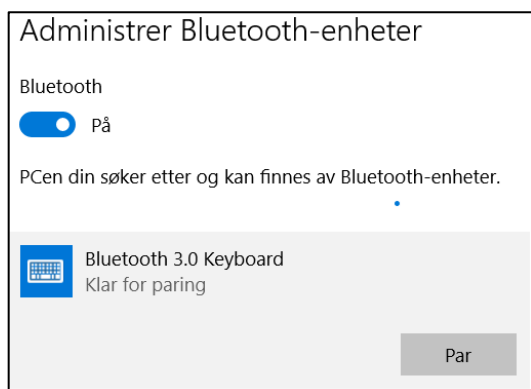 Administrer Bluetooth-enheter
Bluetooth
På
PCen din søker etter og kan finnes av Bluetooth-enheter.
Bluetooth 3.0 Keyboard
Klar for paring
Par